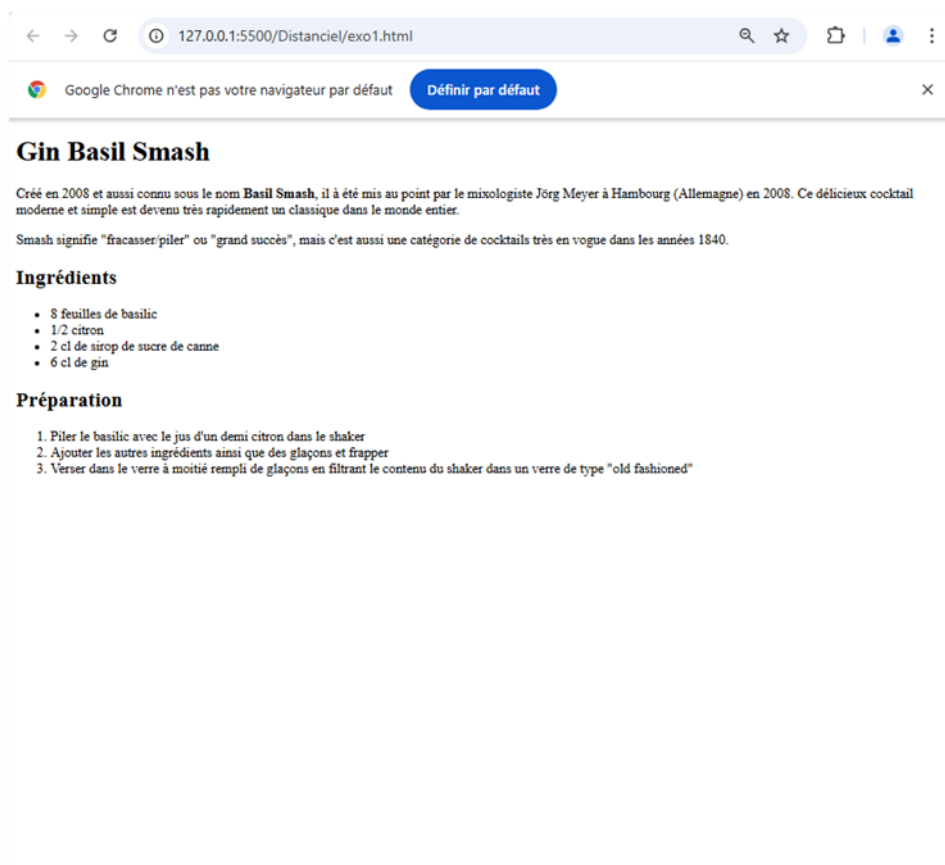 127.0.0.1:5500/Distanciel/exo1.html
Google Chrome n'est pas votre navigateur par défaut
Définir par défaut
Gin Basil Smash
Créé en 2008 et aussi connu sous le nom Basil Smash, il à été mis au point par le mixologiste Jörg Meyer à Hambourg (Allemagne) en 2008. Ce délicieux cocktail
moderne et simple est devenu très rapidement un classique dans le monde entier.
Smash signifie "fracasser/piler" ou "grand succès", mais c'est aussi une catégorie de cocktails très en vogue dans les années 1840.
Ingrédients
• 8 feuilles de basilic
• 1/2 citron
• 2 cl de sirop de sucre de canne
• 6 cl de gin
Préparation
1. Piler le basilic avec le jus d'un demi citron dans le shaker
2. Ajouter les autres ingrédients ainsi que des glaçons et frapper
3. Verser dans le verre à moitié rempli de glaçons en filtrant le contenu du shaker dans un verre de type "old fashioned"